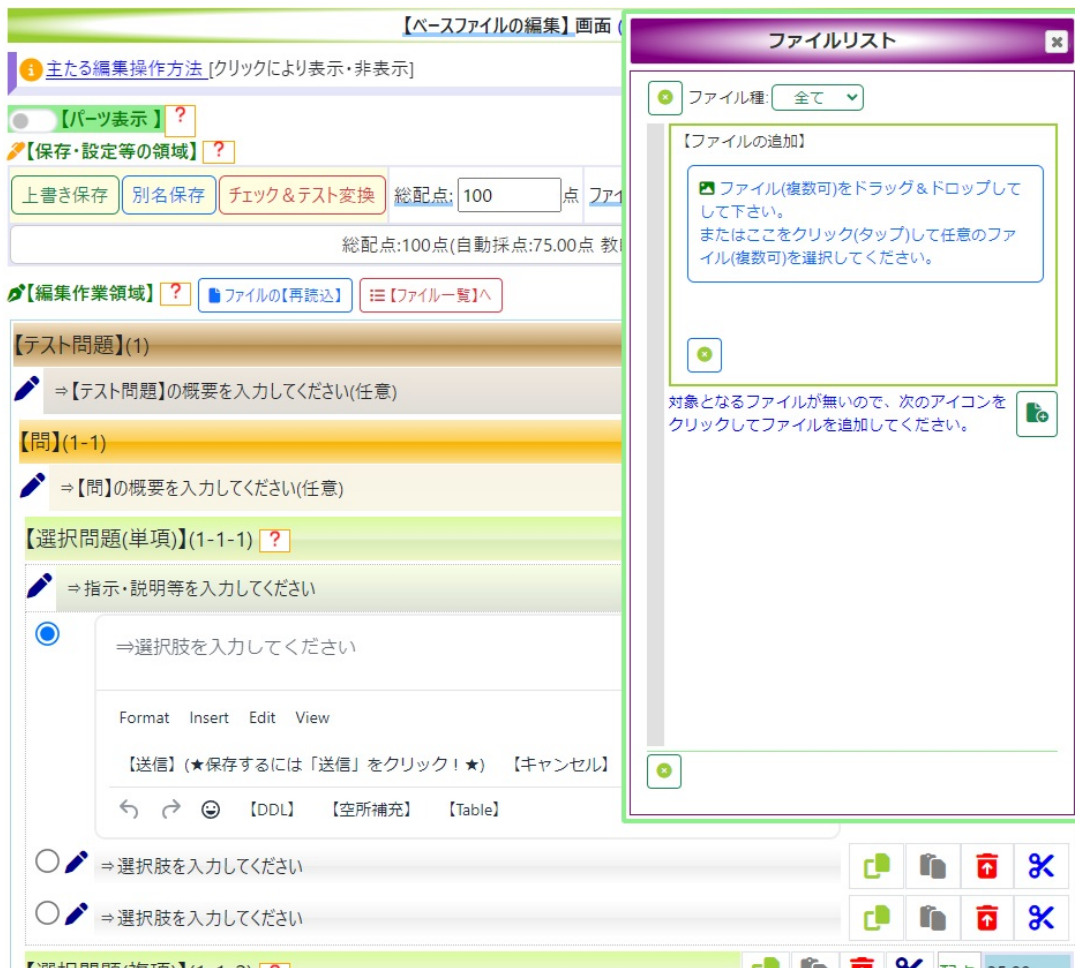 【ベースファイルの編集】画面 (
主たる編集操作方法 [クリックにより表示・非表示]
【パーツ表示 】 ?
【保存・設定等の領域】 ?
上書き保存 別名保存 チェック＆テスト変換 総配点: 100 点 ファイ
総配点:100点(自動採点:75.00点 教
【編集作業領域】 ? ファイルの【再読込】 【ファイル一覧】へ
【テスト問題】(1)
⇒【テスト問題】の概要を入力してください(任意)
【問】(1-1)
⇒【問】の概要を入力してください(任意)
【選択問題(単項)】(1-1-1) ?
⇒指示・説明等を入力してください
⇒選択肢を入力してください
Format Insert Edit View
【送信】(★保存するには「送信」をクリック！★) 【キャンセル】
【DDL】 【空所補充】 【Table】
⇒選択肢を入力してください
⇒選択肢を入力してください
ファイルリスト
ファイル種: 全て
【ファイルの追加】
ファイル(複数可)をドラッグ＆ドロップして
して下さい。
またはここをクリック(タップ)して任意のファ
イル(複数可)を選択してください。
対象となるファイルが無いので、次のアイコンを
クリックしてファイルを追加してください。